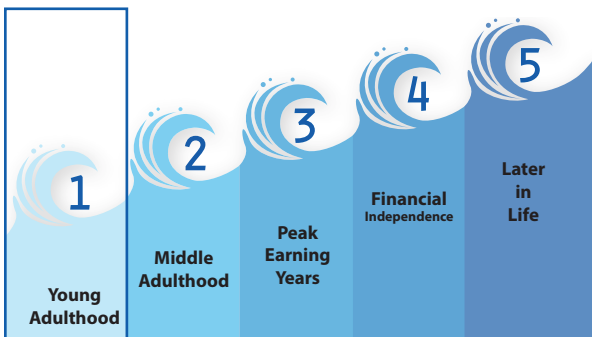 1
Young
Adulthood
2
Middle
Adulthood
3
Peak
Earning
Years
4
Financial
Independence
5
Later
in
Life